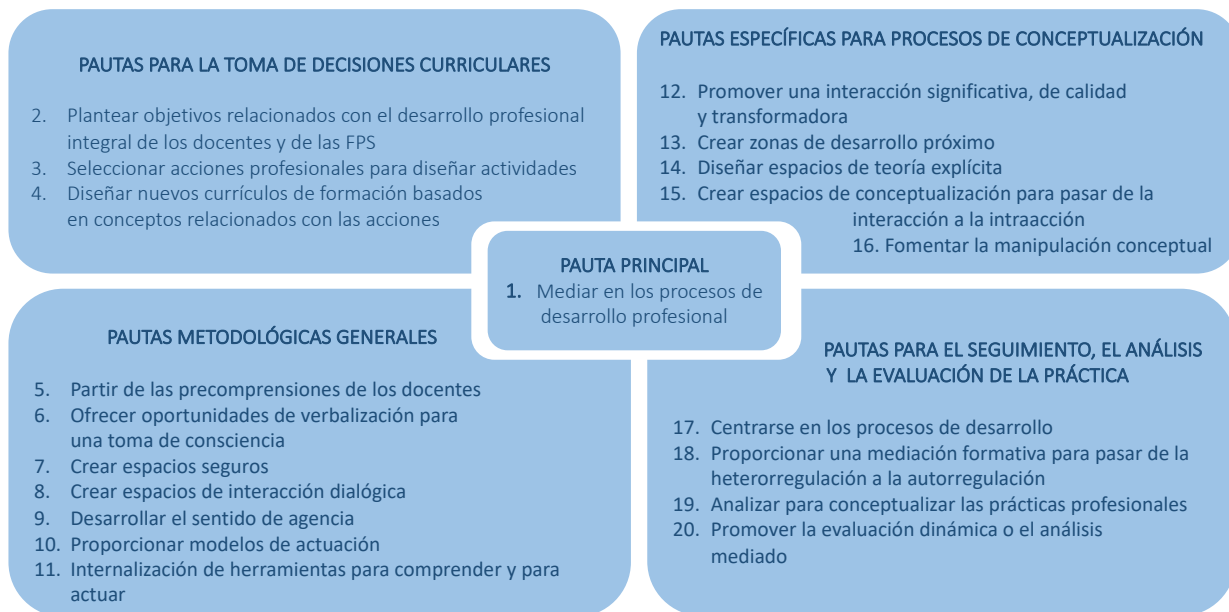 PAUTAS PARA LA TOMA DE DECISIONES CURRICULARES
2. Plantear objetivos relacionados con el desarrollo profesional
integral de los docentes y de las FPS
3. Seleccionar acciones profesionales para diseñar actividades
4. Diseñar nuevos currículos de formación basados
en conceptos relacionados con las acciones
PAUTAS ESPECÍFICAS PARA PROCESOS DE CONCEPTUALIZACIÓN
12. Promover una interacción significativa, de calidad
y transformadora
13. Crear zonas de desarrollo próximo
14. Diseñar espacios de teoría explícita
15. Crear espacios de conceptualización para pasar de la
interacción a la intraacción
16. Fomentar la manipulación conceptual
PAUTA PRINCIPAL
1. Mediar en los procesos de
desarrollo profesional
PAUTAS METODOLÓGICAS GENERALES
5. Partir de las precomprensiones de los docentes
6. Ofrecer oportunidades de verbalización para
una toma de consciencia
7. Crear espacios seguros
8. Crear espacios de interacción dialógica
9. Desarrollar el sentido de agencia
10. Proporcionar modelos de actuación
11. Internalización de herramientas para comprender y para
actuar
PAUTAS PARA EL SEGUIMIENTO, EL ANÁLISIS
Y LA EVALUACIÓN DE LA PRÁCTICA
17. Centrarse en los procesos de desarrollo
18. Proporcionar una mediación formativa para pasar de la
heterorregulación a la autorregulación
19. Analizar para conceptualizar las prácticas profesionales
20. Promover la evaluación dinámica o el análisis
mediado